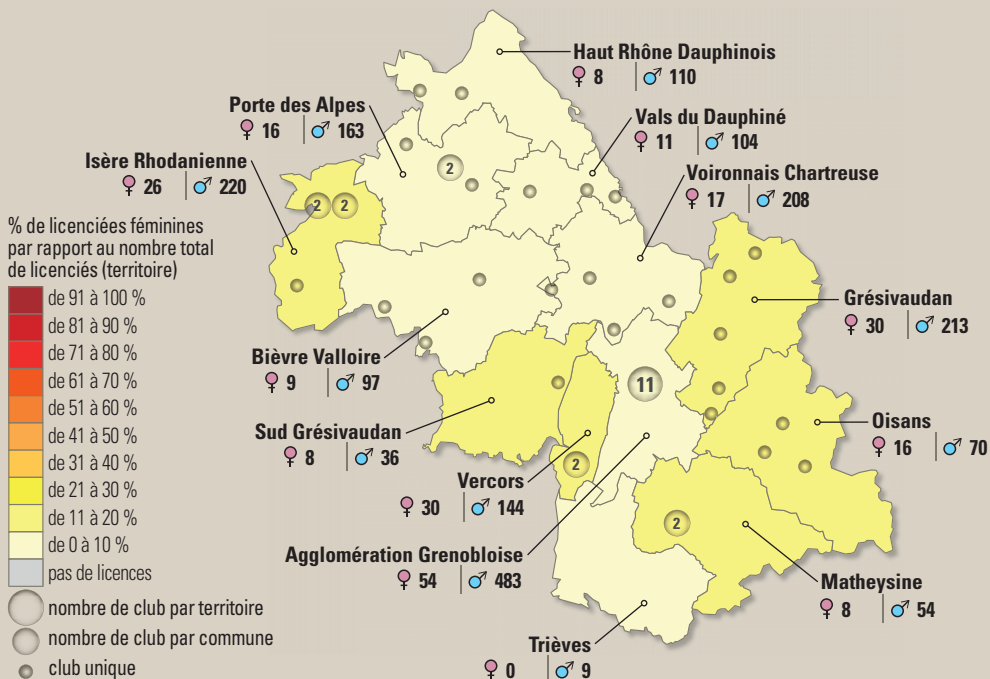 Haut Rhône Dauphinois
♀ 8 | ♂ 110
Porte des Alpes
♀ 16 | ♂ 163
Vals du Dauphiné
♀ 11 | ♂ 104
Isère Rhodanienne
♀ 26 | ♂ 220
Voironnais Chartreuse
♀ 17 | ♂ 208
2
2 2
% de licenciées féminines
par rapport au nombre total
de licenciés (territoire)
de 91 à 100 %
de 81 à 90 %
de 71 à 80 %
de 61 à 70 %
de 51 à 60 %
de 41 à 50 %
de 31 à 40 %
de 21 à 30 %
de 11 à 20 %
de 0 à 10 %
pas de licences
nombre de club par territoire
nombre de club par commune
club unique
Grésivaudan
♀ 30 | ♂ 213
Bièvre Valloire
♀ 9 | ♂ 97
11
Sud Grésivaudan
♀ 8 | ♂ 36
Oisans
♀ 16 | ♂ 70
2
Vercors
♀ 30 | ♂ 144
2
Agglomération Grenobloise
♀ 54 | ♂ 483
Matheysine
♀ 8 | ♂ 54
Trièves
♀ 0 | ♂ 9